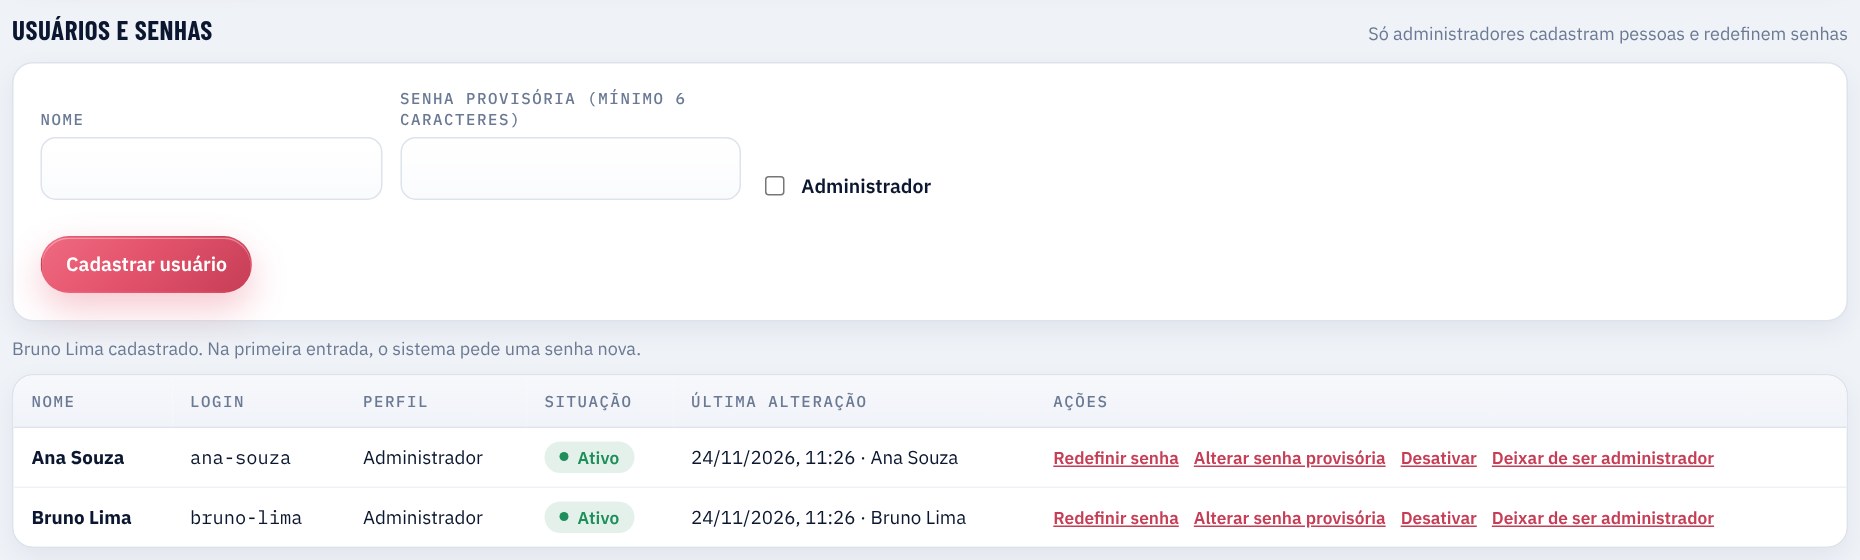 USUÁRIOS E SENHAS
Só administradores cadastram pessoas e redefinem senhas
NOME
SENHA PROVISÓRIA (MÍNIMO 6
CARACTERES)
Administrador
Cadastrar usuário
Bruno Lima cadastrado. Na primeira entrada, o sistema pede uma senha nova.
NOME LOGIN PERFIL SITUAÇÃO ÚLTIMA ALTERAÇÃO AÇÕES
Ana Souza ana-souza Administrador Ativo 24/11/2026, 11:26 · Ana Souza Redefinir senha Alterar senha provisória Desativar Deixar de ser administrador
Bruno Lima bruno-lima Administrador Ativo 24/11/2026, 11:26 · Bruno Lima Redefinir senha Alterar senha provisória Desativar Deixar de ser administrador